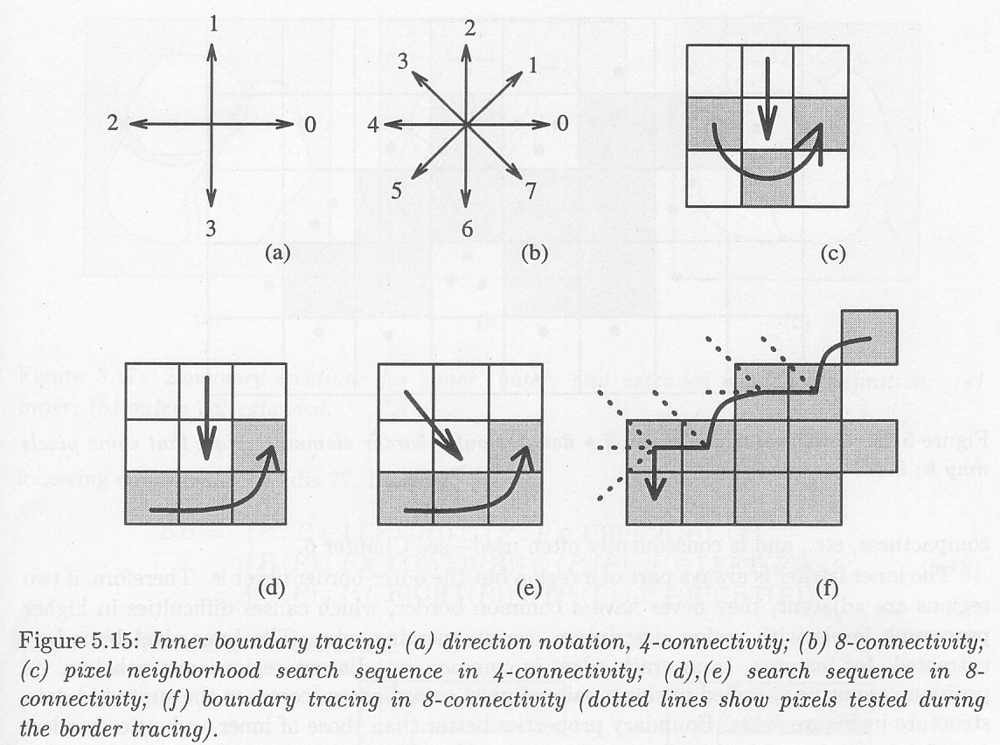 1
2
0
3
(a)
2
3
1
4
0
5
7
6
(b)
(c)
(d)
(e)
(f)
Figure 5.15: Inner boundary tracing: (a) direction notation, 4-connectivity; (b) 8-connectivity;
(c) pixel neighborhood search sequence in 4-connectivity; (d),(e) search sequence in 8-
connectivity; (f) boundary tracing in 8-connectivity (dotted lines show pixels tested during
the border tracing).